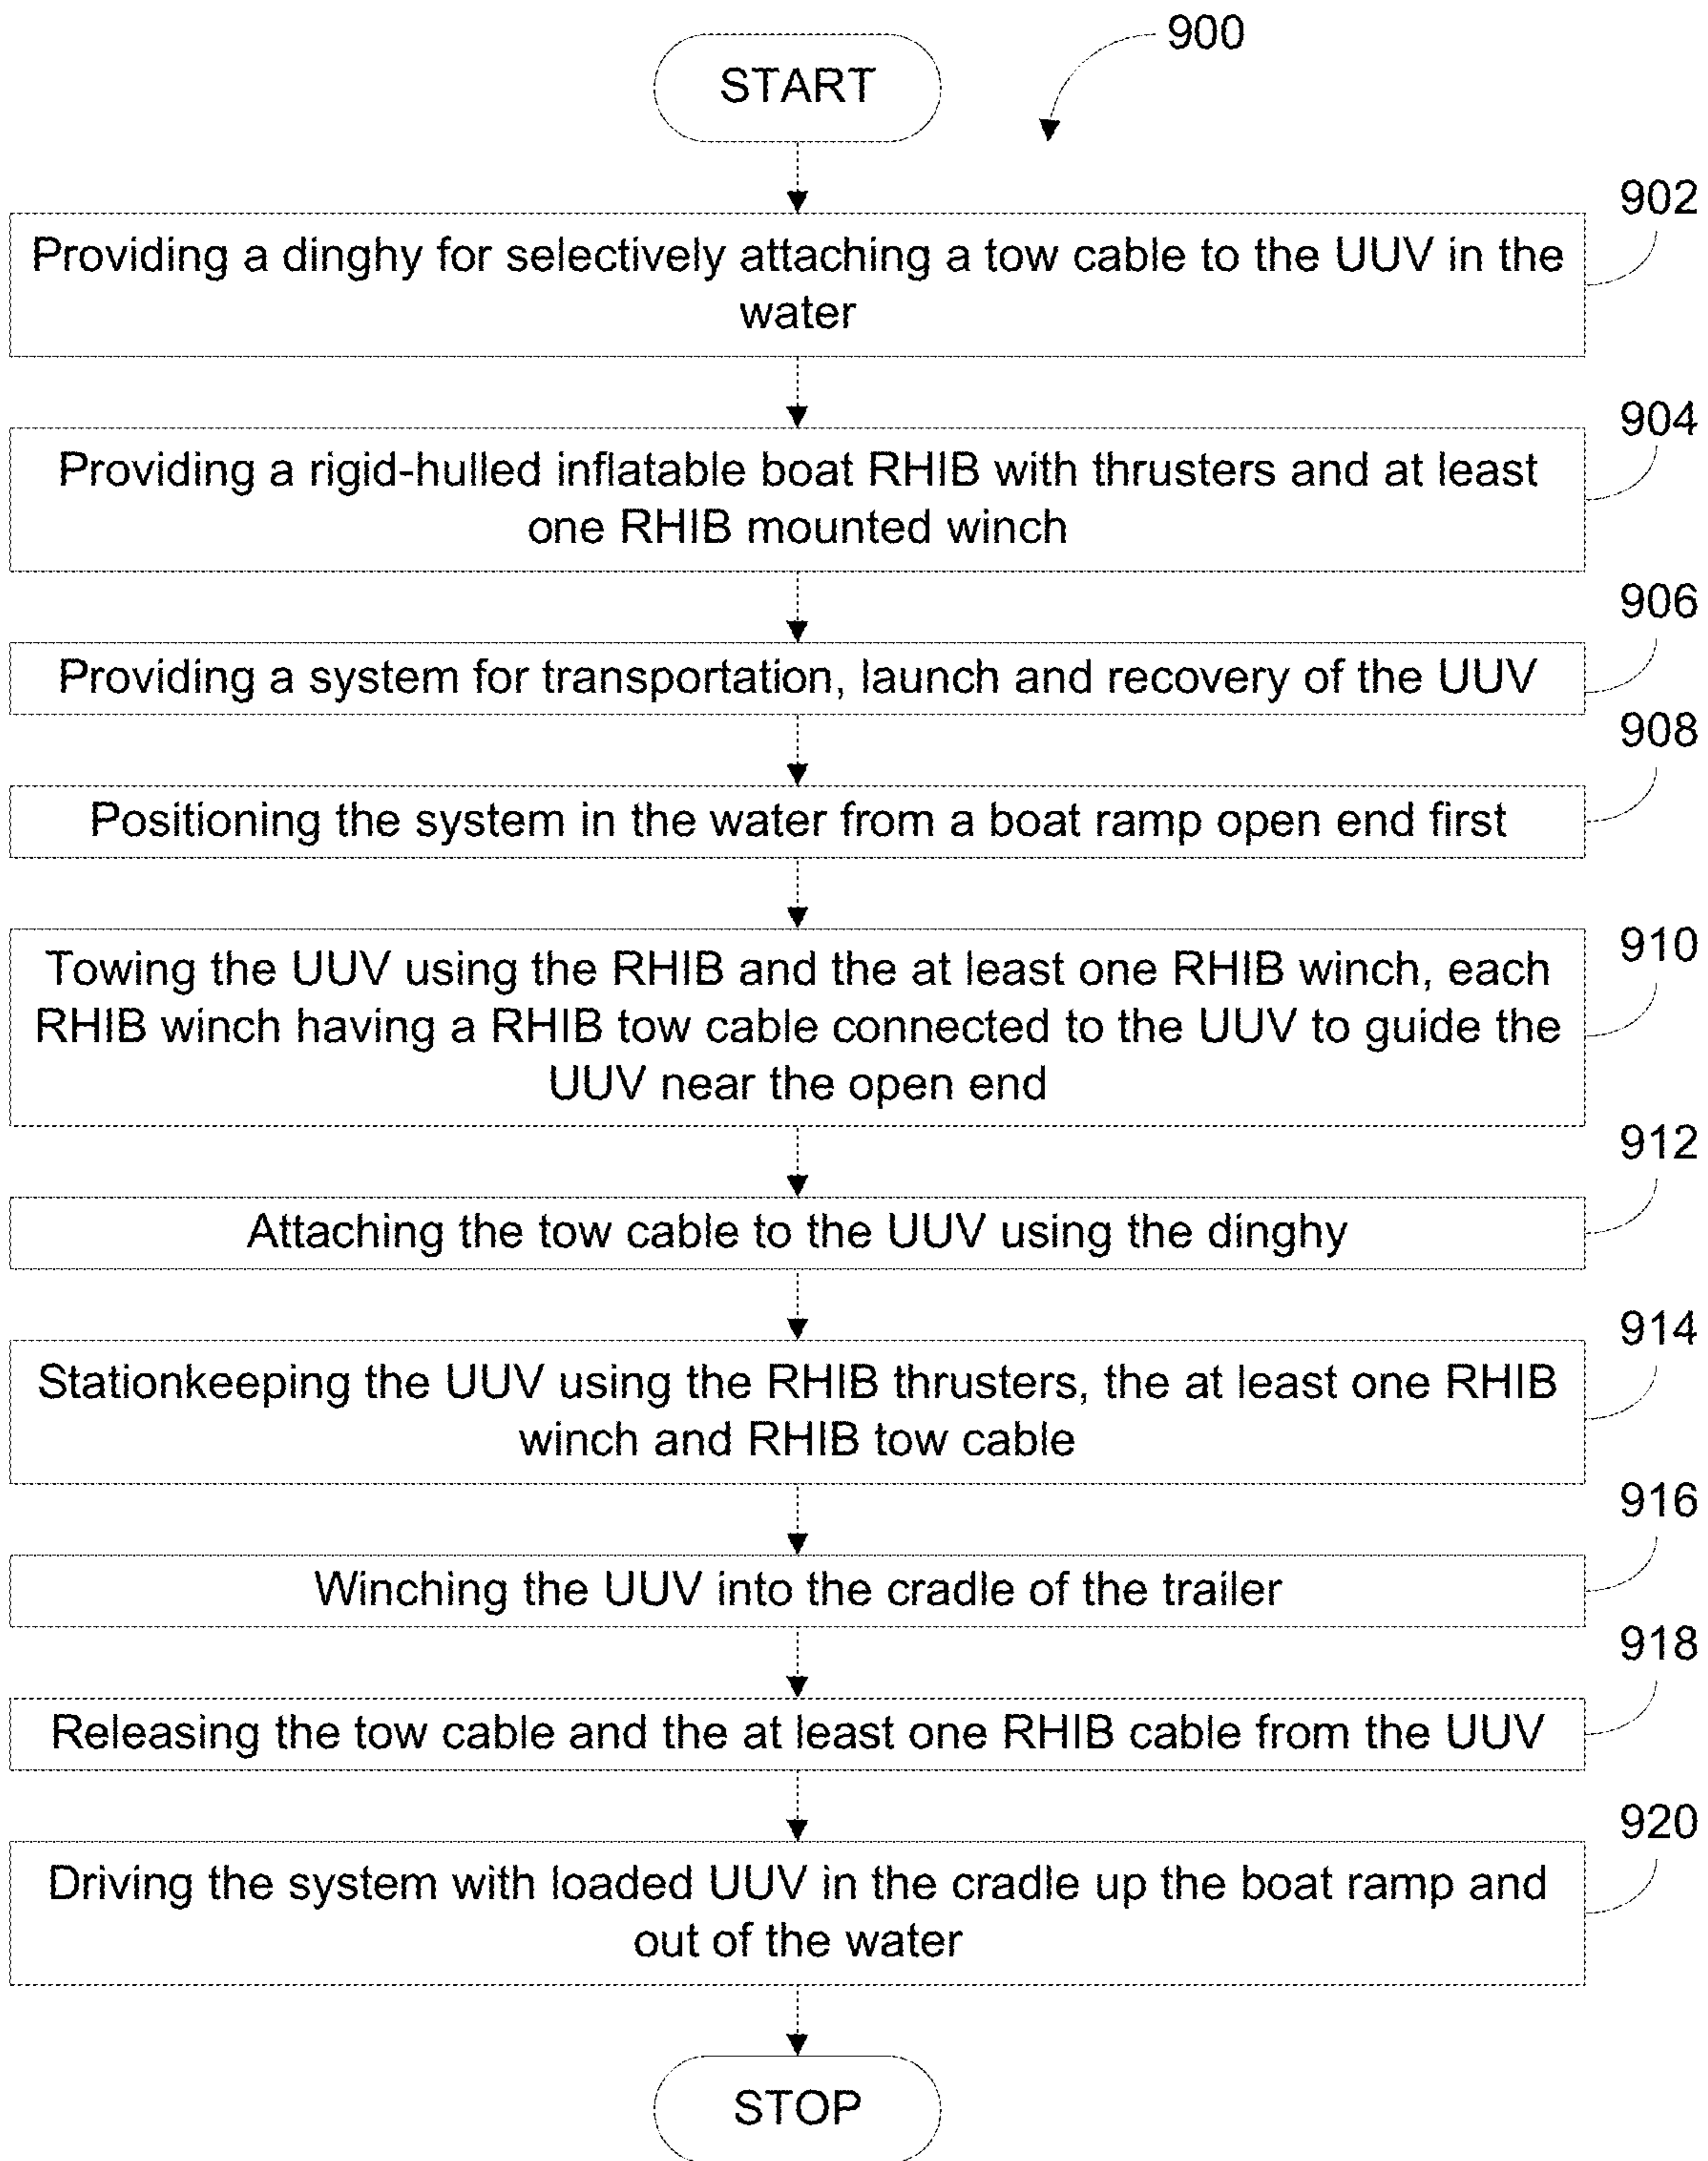 900
START
902
Providing a dinghy for selectively attaching a tow cable to the UUV in the
water
904
Providing a rigid-hulled inflatable boat RHIB with thrusters and at least
one RHIB mounted winch
906
Providing a system for transportation, launch and recovery of the UUV
908
Positioning the system in the water from a boat ramp open end first
910
Towing the UUV using the RHIB and the at least one RHIB winch, each
RHIB winch having a RHIB tow cable connected to the UUV to guide the
UUV near the open end
912
Attaching the tow cable to the UUV using the dinghy
914
Stationkeeping the UUV using the RHIB thrusters, the at least one RHIB
winch and RHIB tow cable
916
Winching the UUV into the cradle of the trailer
918
Releasing the tow cable and the at least one RHIB cable from the UUV
920
Driving the system with loaded UUV in the cradle up the boat ramp and
out of the water
STOP